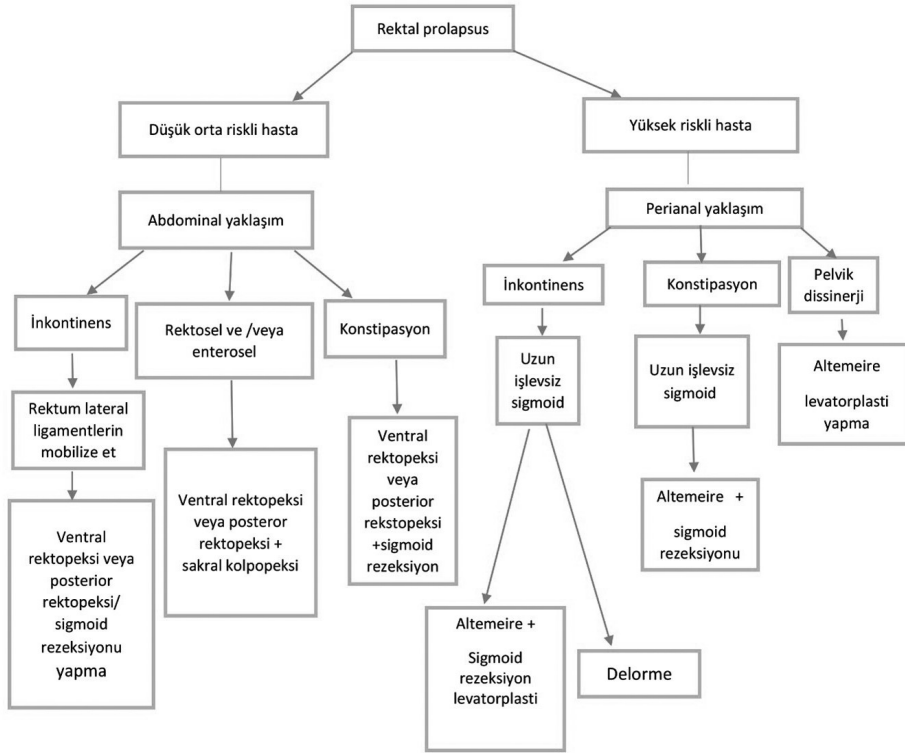 Rektal prolapsus
Düşük orta riskli hasta
Yüksek riskli hasta
Abdominal yaklaşım
Perianal yaklaşım
İnkontinens
Rektosel ve /veya
enterosel
Konstipasyon
İnkontinens
Konstipasyon
Pelvik
dissinerji
Rektum lateral
ligamentlerin
mobilize et
Uzun
işlevsiz
sigmoid
Uzun işlevsiz
sigmoid
Altemeire
levatorplasti
yapma
Ventral
rektopeksi veya
posterior
rektopeksi/
sigmoid
rezeksiyonu
yapma
Ventral rektopeksi
veya posteror
rektopeksi +
sakral kolpopeksi
Ventral
rektopeksi
veya
posterior
rekstopeksi
+sigmoid
rezeksiyon
Altemeire +
sigmoid
rezeksiyonu
Altemeire +
Sigmoid
rezeksiyon
levatorplasti
Delorme